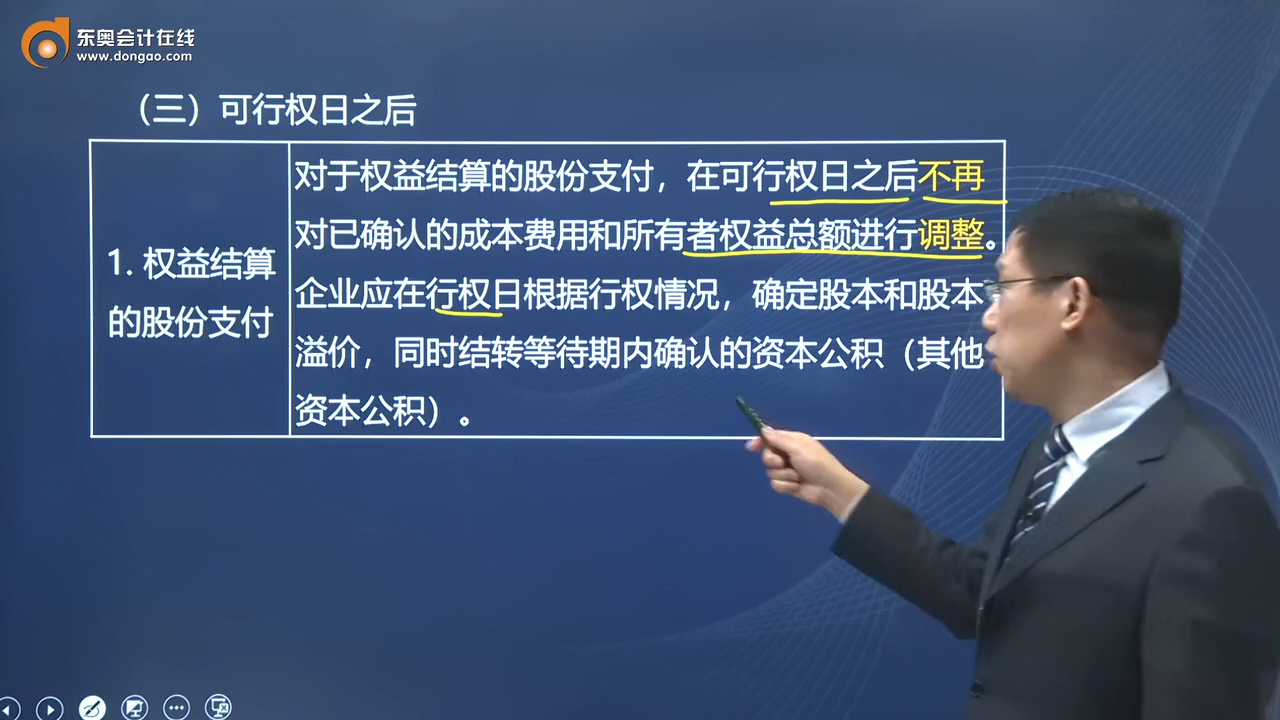 东奥会计在线
www.dongao.com
（三）可行权日之后
1. 权益结算
的股份支付
对于权益结算的股份支付，在可行权日之后不再
对已确认的成本费用和所有者权益总额进行调整。
企业应在行权日根据行权情况，确定股本和股本
溢价，同时结转等待期内确认的资本公积（其他
资本公积）。